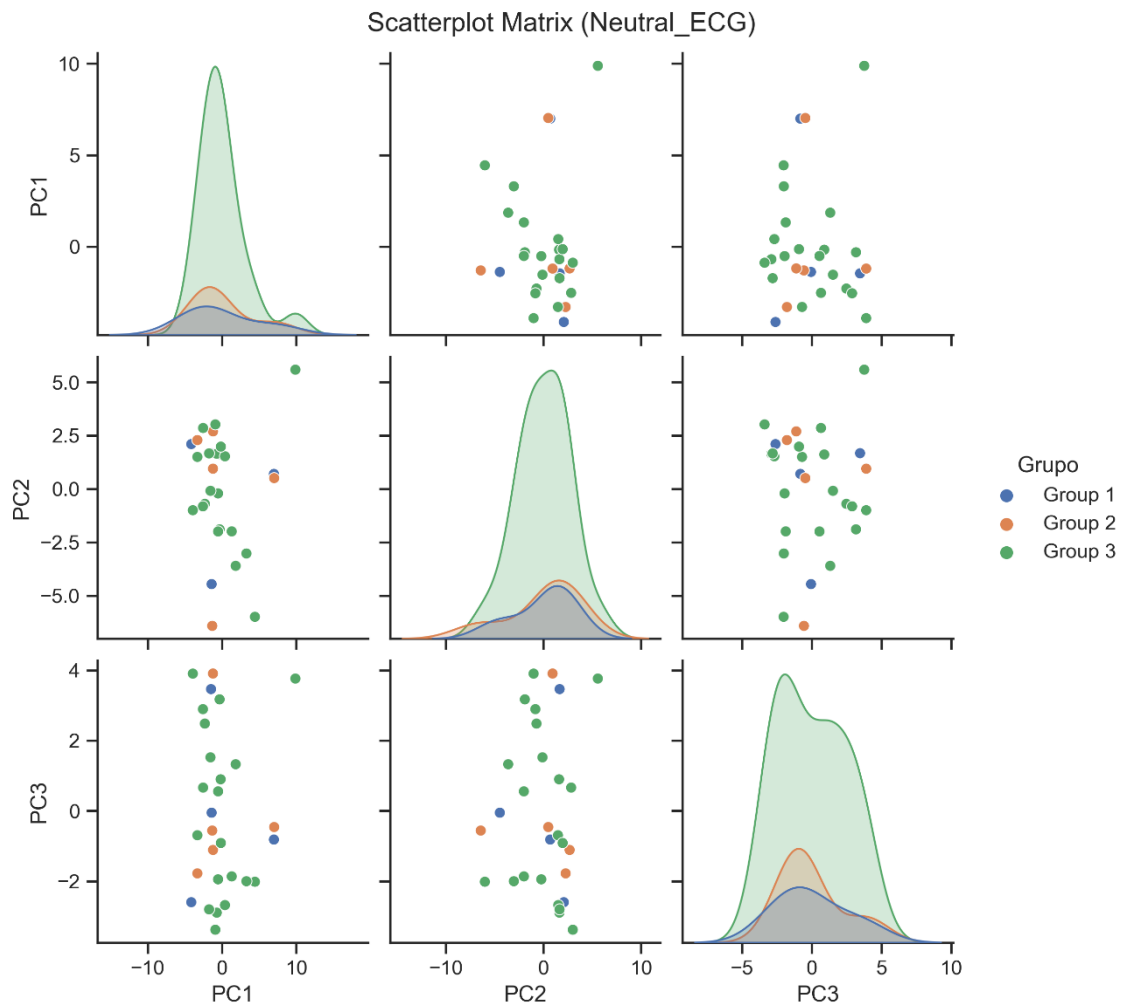 Scatterplot Matrix (Neutral_ECG)
10
5
0
PC1
5.0
2.5
0.0
−2.5
−5.0
PC2
Grupo
Group 1
Group 2
Group 3
4
2
0
−2
PC3
−10 0 10
−10 0 10
−5 0 5 10
PC1 PC2 PC3